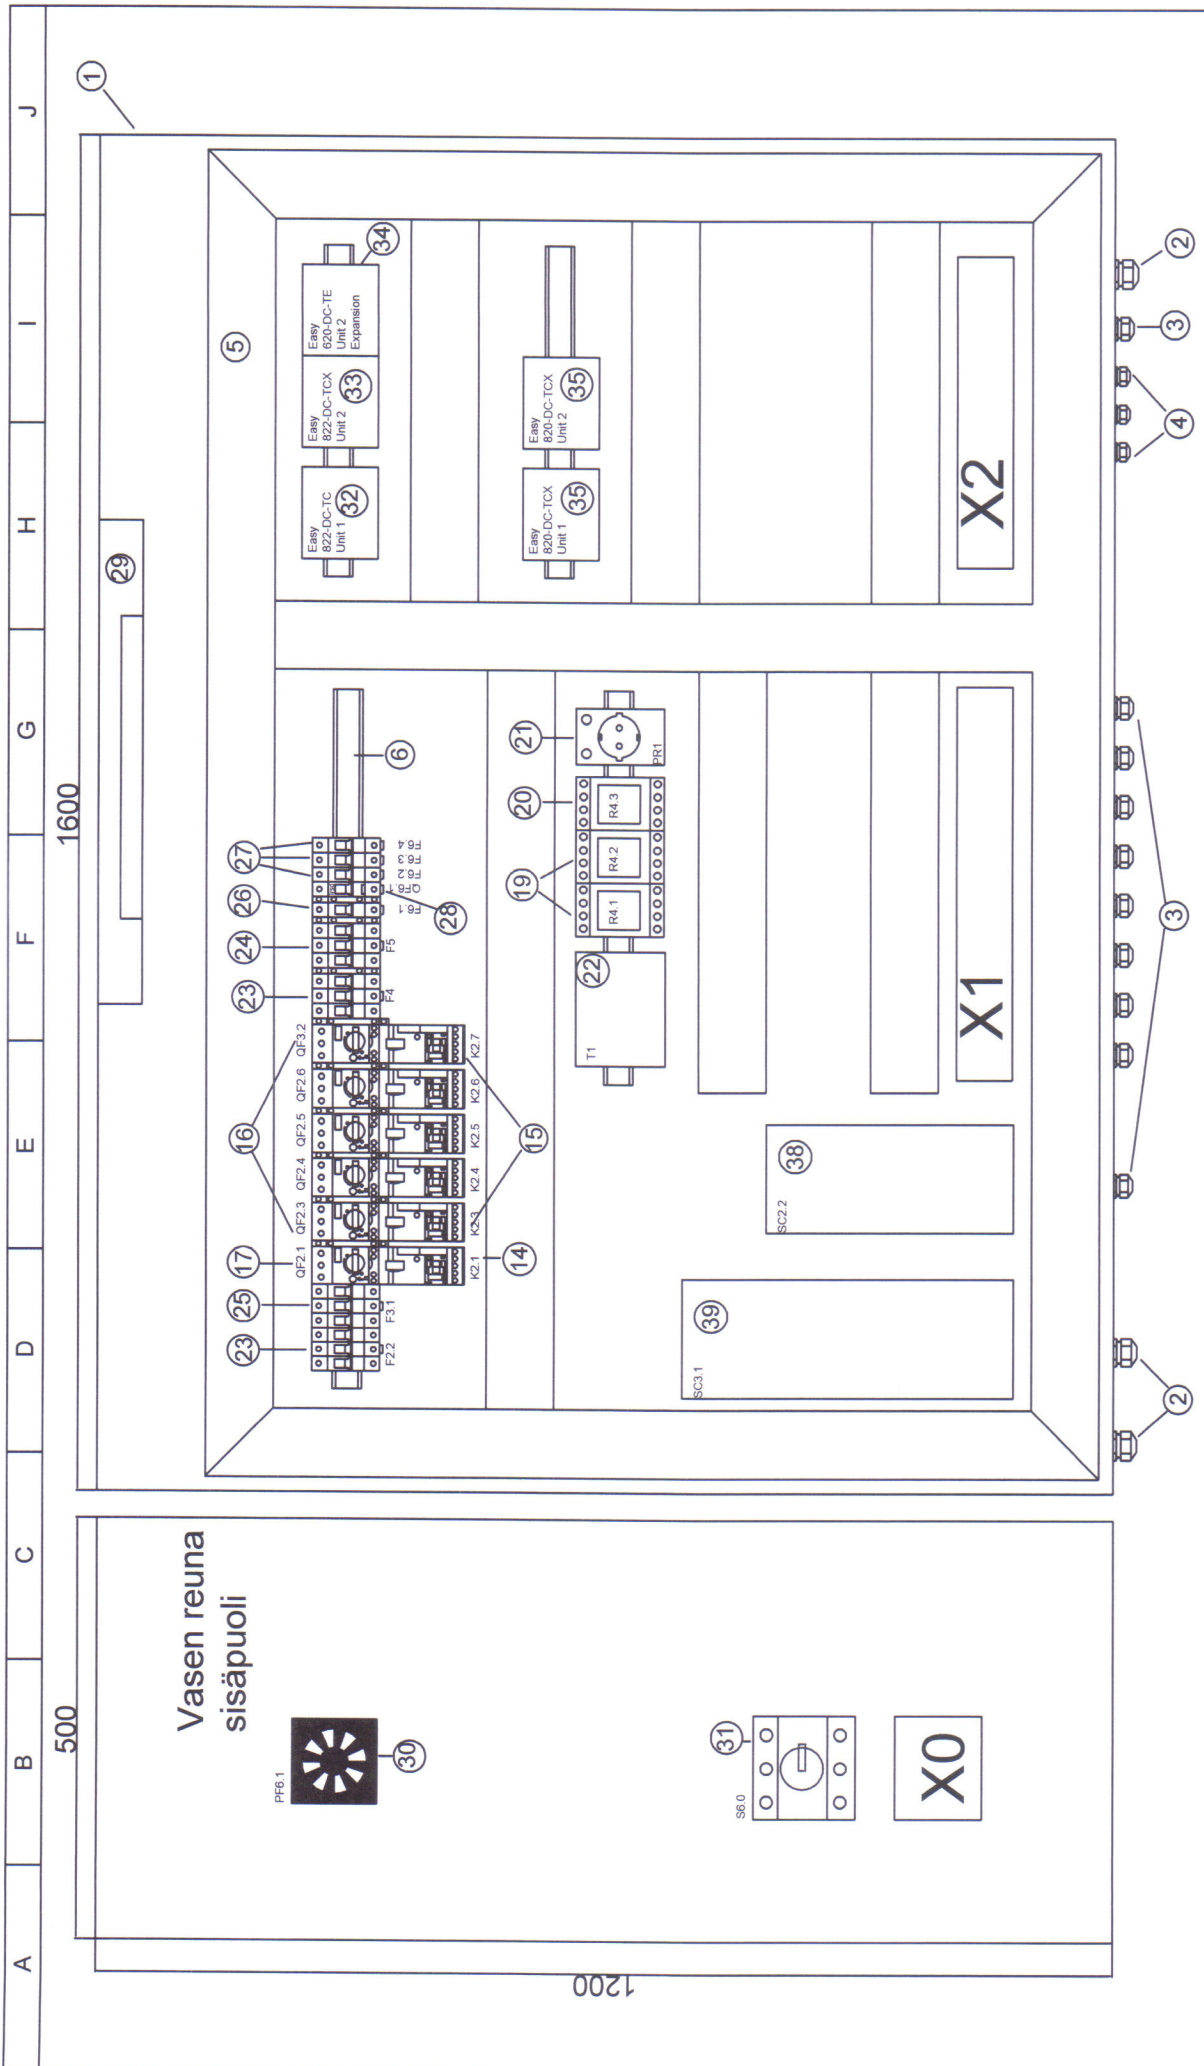 A B C D E F G H I J
500
1600
1200
Vasen reuna
sisäpuoli
PF6.1
30
S6.0
31
X0
1
29
5
23
25
17
16
23
24
26
27
QF2.1
QF2.3
QF2.4
QF2.5
QF2.6
QF3.2
6
F2.2
F3.1
F4
F5
F6.1
QF6.1
F6.2
F6.3
F6.4
28
K2.1
K2.3
K2.4
K2.5
K2.6
K2.7
14
15
Easy
822-DC-TC
Unit 1
32
Easy
822-DC-TCX
Unit 2
33
Easy
620-DC-TE
Unit 2
Expansion
34
19
20
21
T1
22
R4.1
R4.2
R4.3
PR1
Easy
820-DC-TCX
Unit 1
35
Easy
820-DC-TCX
Unit 2
35
SC3.1
39
SC2.2
38
X1
X2
2
3
3
4
2